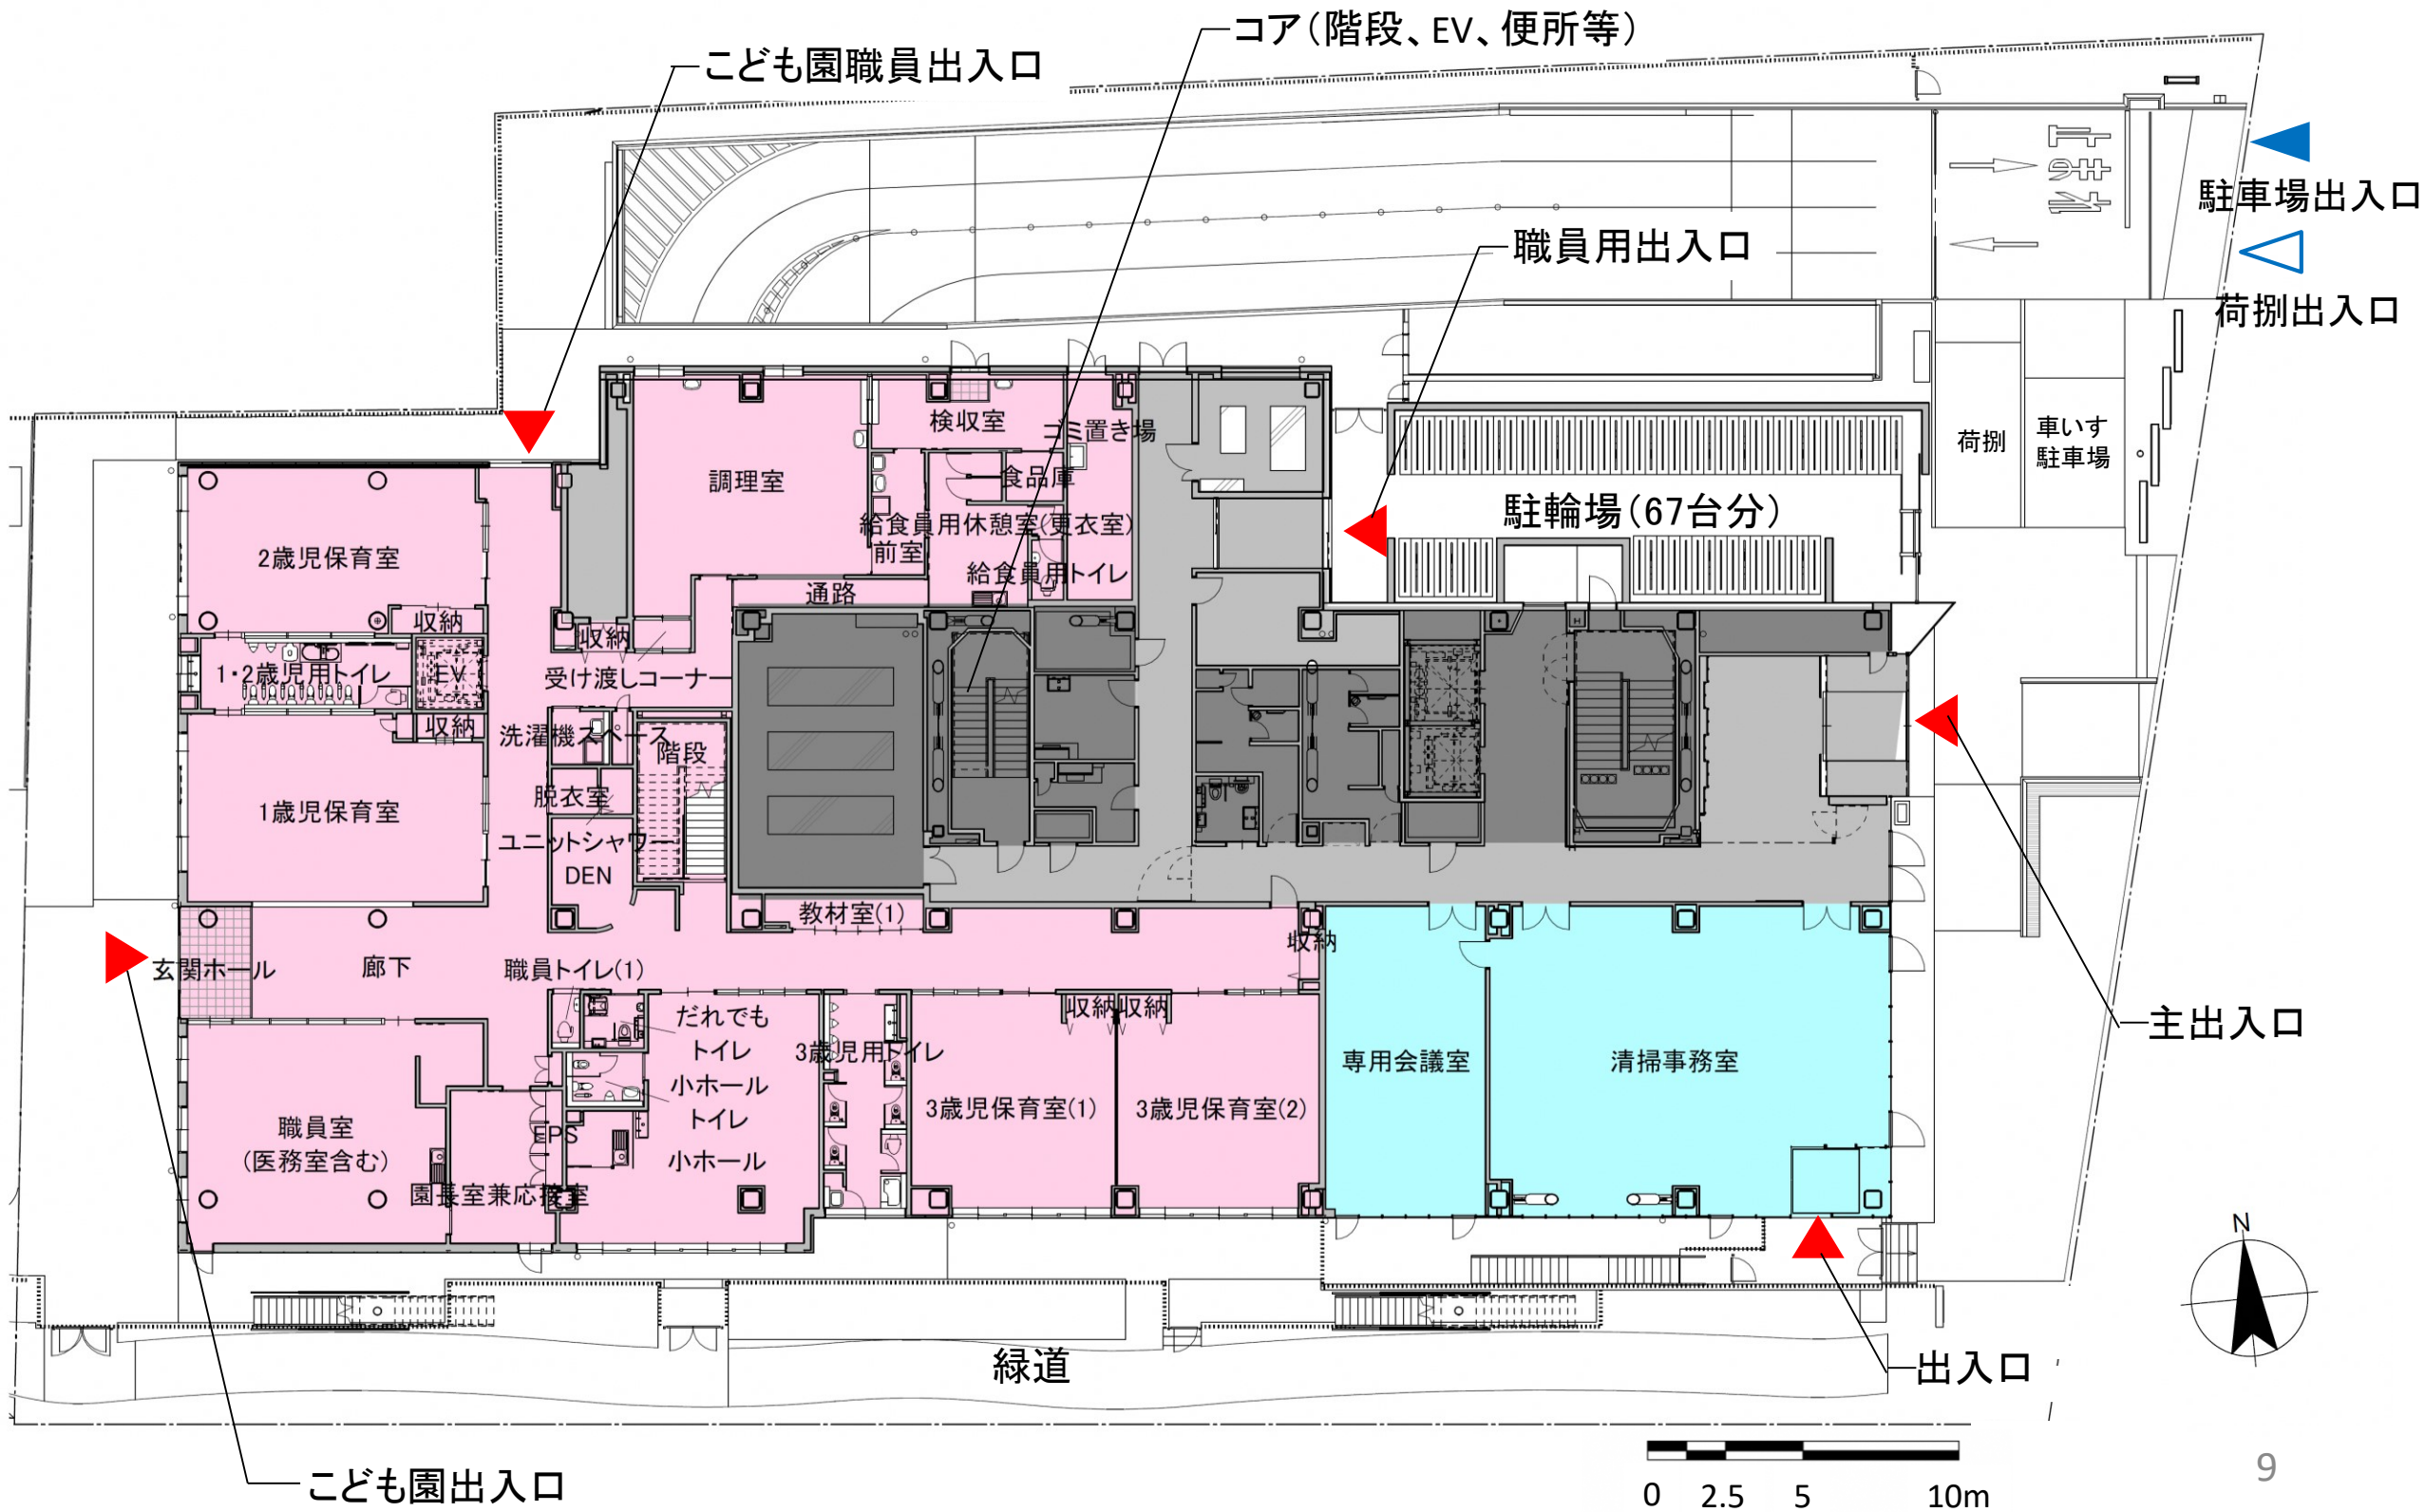 コア（階段、EV、便所等）
こども園職員出入口
止まれ
駐車場出入口
職員用出入口
荷捌出入口
検収室
ゴミ置き場
荷捌
車いす
駐車場
調理室
食品庫
駐輪場（67台分）
給食員用休憩室（更衣室）
前室
2歳児保育室
給食員用トイレ
通路
収納
収納
1・2歳児用トイレ
EV
受け渡しコーナー
収納
洗濯機スペース
階段
脱衣室
1歳児保育室
ユニットシャワー
DEN
教材室(1)
収納
玄関ホール
廊下
職員トイレ(1)
収納
収納
だれでも
トイレ
3歳児用トイレ
小ホール
トイレ
専用会議室
清掃事務室
主出入口
3歳児保育室(1)
3歳児保育室(2)
職員室
（医務室含む）
EPS
小ホール
園長室兼応接室
N
緑道
出入口
こども園出入口
0 2.5 5 10m
9